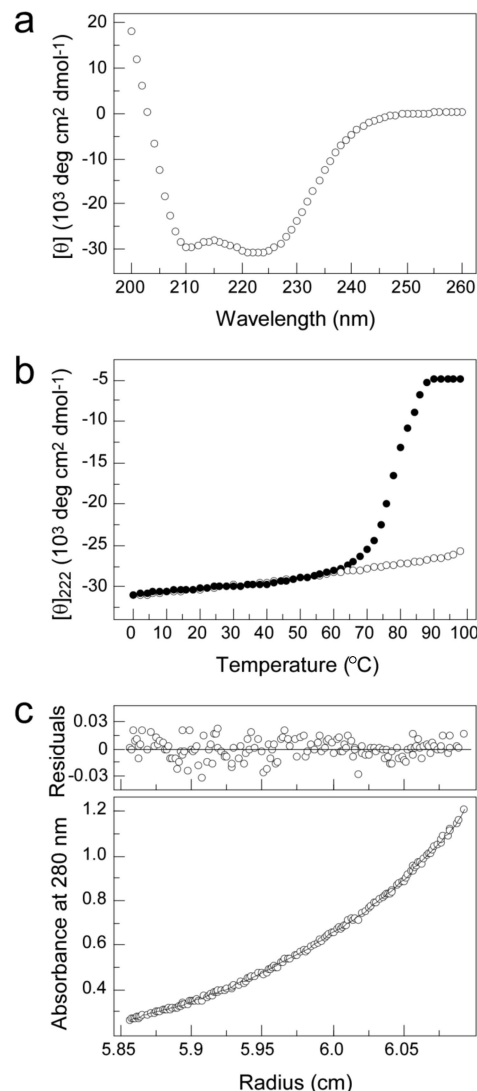 a
20
10
0
-10
-20
-30
[θ] (10³ deg cm² dmol⁻¹)
200 210 220 230 240 250 260
Wavelength (nm)
b
-5
-10
-15
-20
-25
-30
[θ]₂₂₂ (10³ deg cm² dmol⁻¹)
0 10 20 30 40 50 60 70 80 90 100
Temperature (°C)
c
0.03
0
-0.03
Residuals
1.2
1.0
0.8
0.6
0.4
Absorbance at 280 nm
5.85 5.9 5.95 6.0 6.05
Radius (cm)